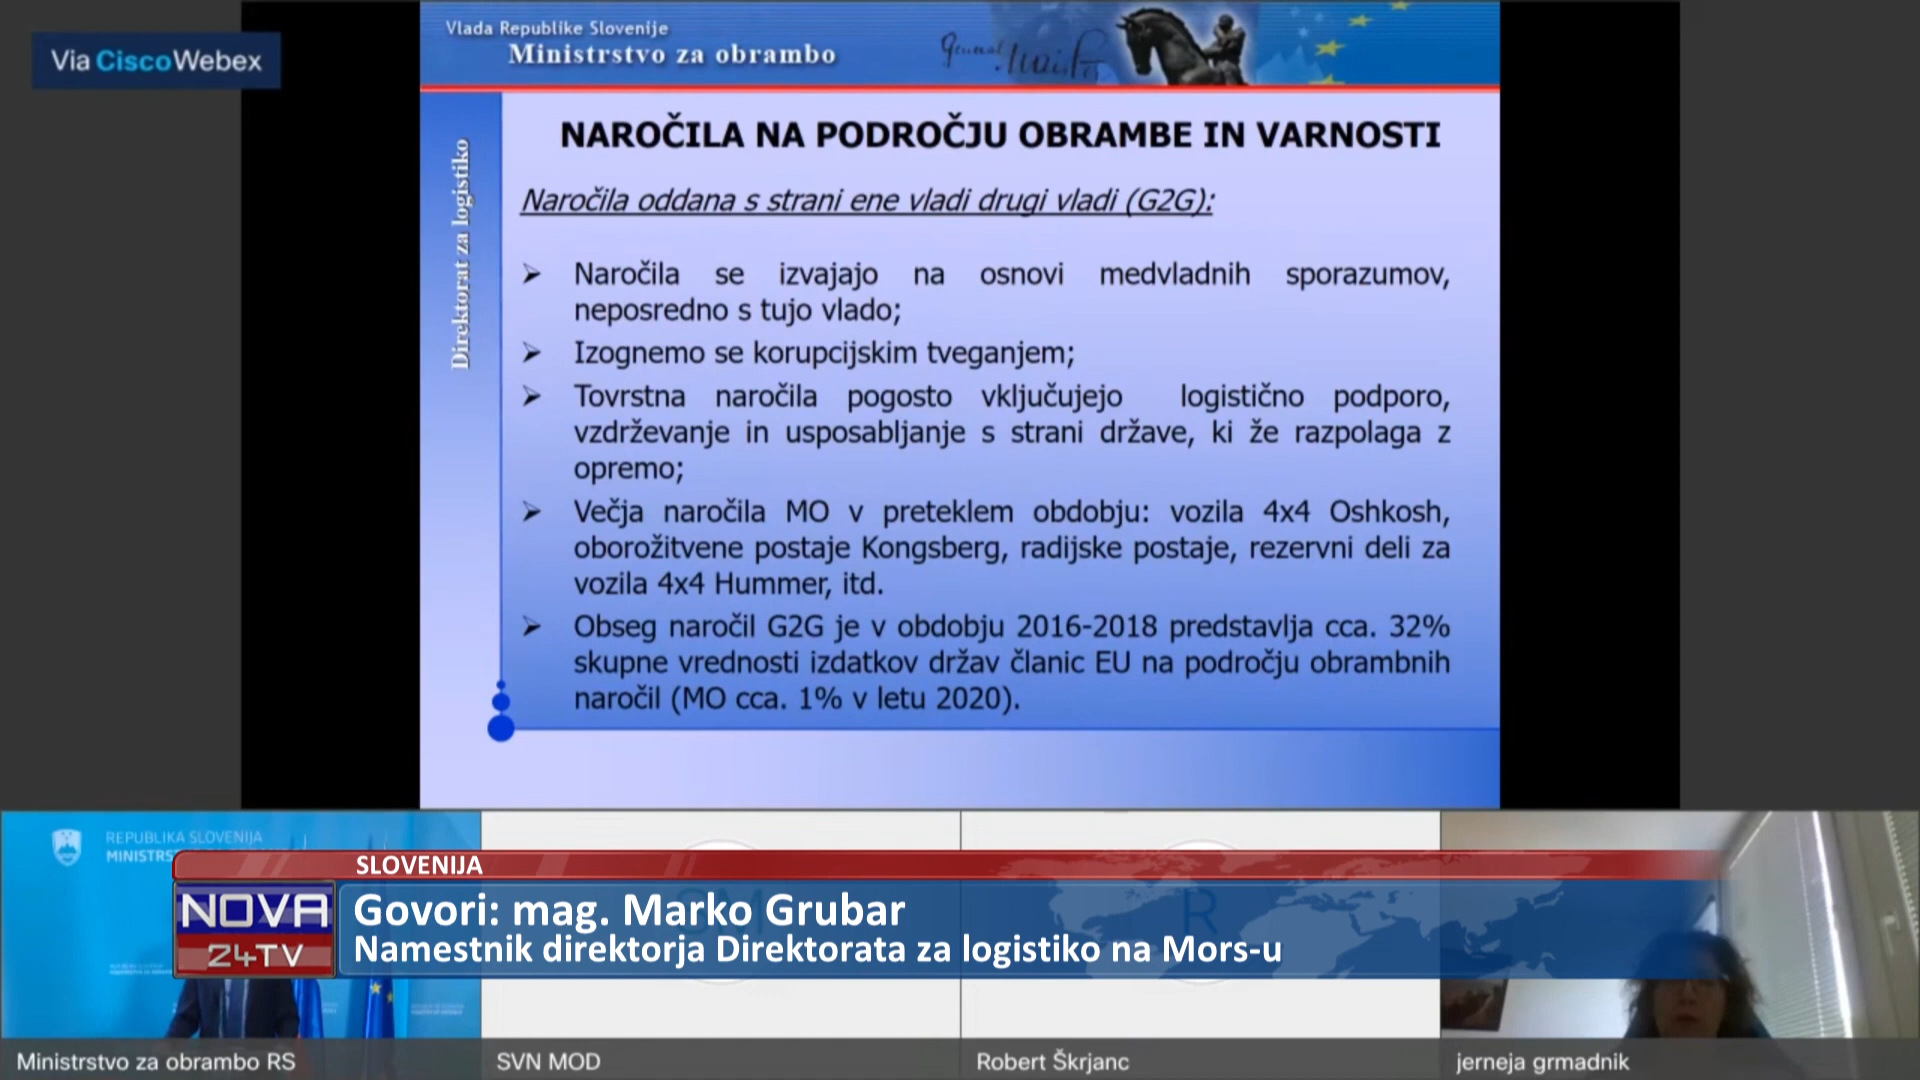 Via CiscoWebex
Vlada Republike Slovenije
Ministrstvo za obrambo
Direktorat za logistiko
NAROČILA NA PODROČJU OBRAMBE IN VARNOSTI
Naročila oddana s strani ene vladi drugi vladi (G2G):
➢ Naročila se izvajajo na osnovi medvladnih sporazumov,
neposredno s tujo vlado;
➢ Izognemo se korupcijskim tveganjem;
➢ Tovrstna naročila pogosto vključujejo logistično podporo,
vzdrževanje in usposabljanje s strani države, ki že razpolaga z
opremo;
➢ Večja naročila MO v preteklem obdobju: vozila 4x4 Oshkosh,
oborožitvene postaje Kongsberg, radijske postaje, rezervni deli za
vozila 4x4 Hummer, itd.
➢ Obseg naročil G2G je v obdobju 2016-2018 predstavlja cca. 32%
skupne vrednosti izdatkov držav članic EU na področju obrambnih
naročil (MO cca. 1% v letu 2020).
REPUBLIKA SLOVENIJA
SLOVENIJA
NOVA
24TV
Govori: mag. Marko Grubar
Namestnik direktorja Direktorata za logistiko na Mors-u
Ministrstvo za obrambo RS
SVN MOD
Robert Škrjanc
jerneja grmadnik